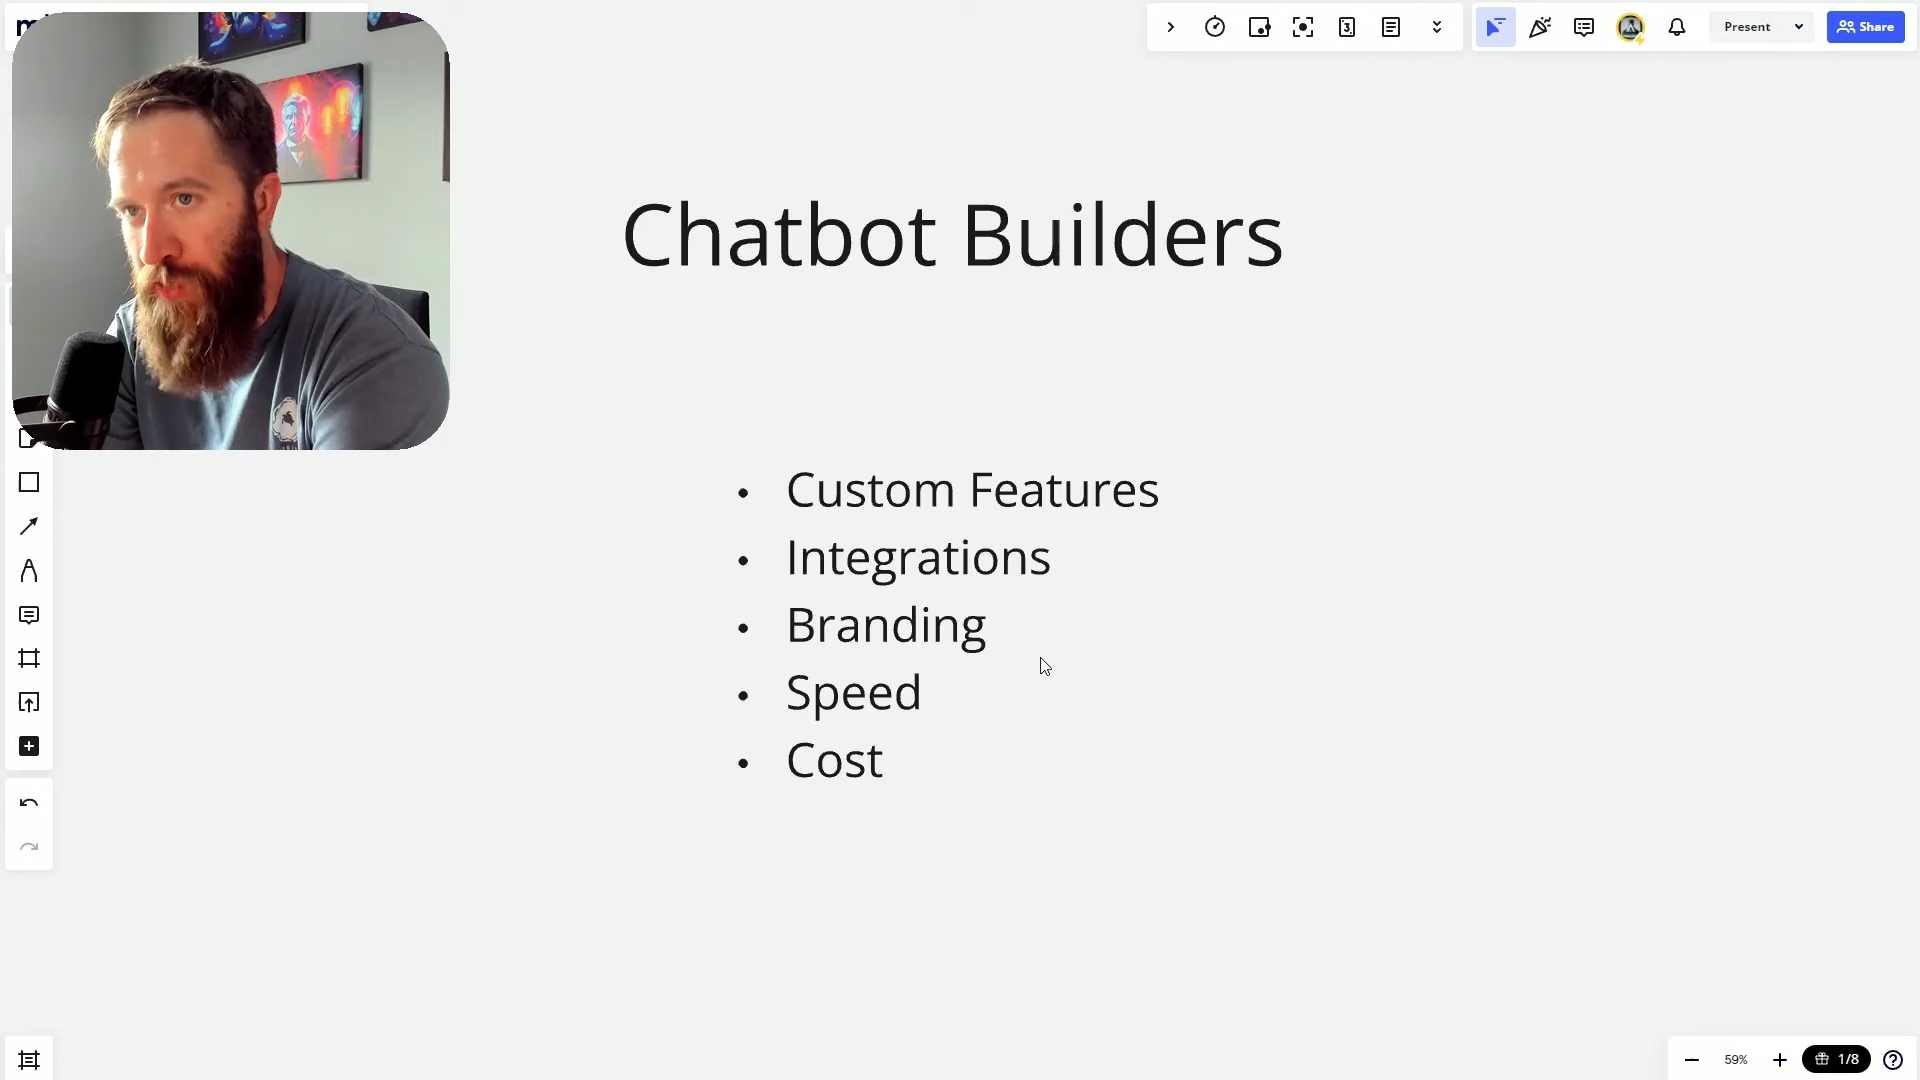 Present
Share
Chatbot Builders
• Custom Features
• Integrations
• Branding
• Speed
• Cost
59%
1/8